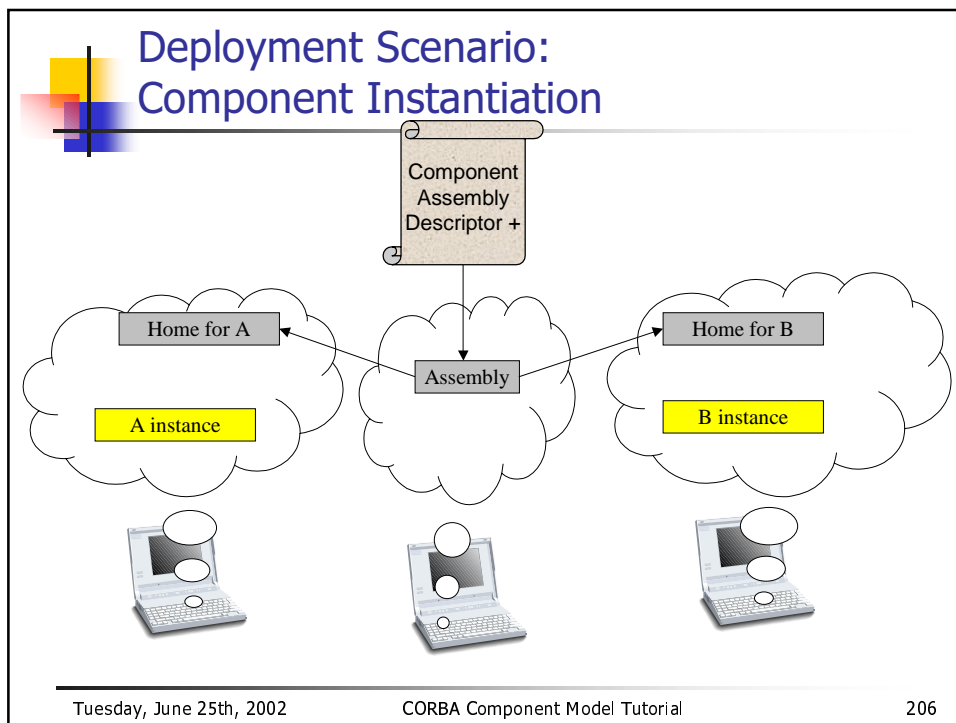 Deployment Scenario:
Component Instantiation
Component
Assembly
Descriptor +
Home for A
Home for B
Assembly
A instance
B instance
Tuesday, June 25th, 2002
CORBA Component Model Tutorial
206